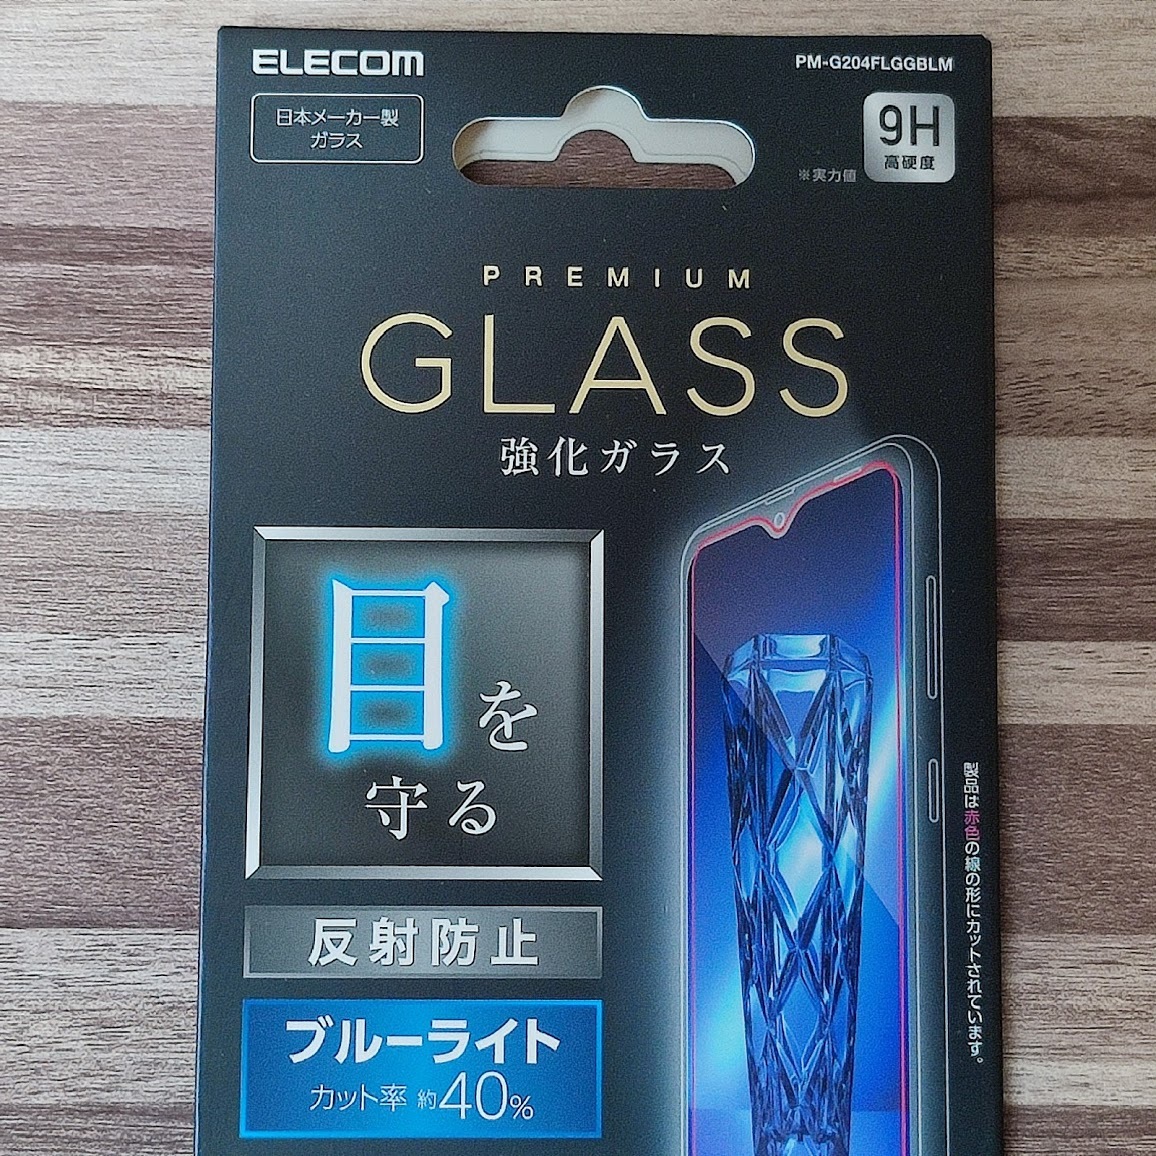 ELECOM
PM-G204FLGGBLM
日本メーカー製
ガラス
9H
高硬度
※実力値
PREMIUM
GLASS
強化ガラス
目を
守る
反射防止
ブルーライト
カット率 約40%
製品は赤色の線の形にカットされています。